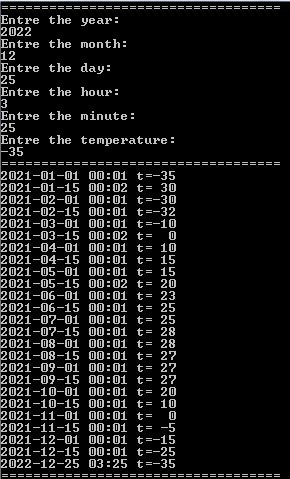 ==================================
Entre the year:
2022
Entre the month:
12
Entre the day:
25
Entre the hour:
3
Entre the minute:
25
Entre the temperature:
-35
==================================
2021-01-01 00:01 t=-35
2021-01-15 00:02 t= 30
2021-02-01 00:01 t=-30
2021-02-15 00:01 t=-32
2021-03-01 00:01 t=-10
2021-03-15 00:02 t=  0
2021-04-01 00:01 t= 10
2021-04-15 00:01 t= 15
2021-05-01 00:01 t= 15
2021-05-15 00:02 t= 20
2021-06-01 00:01 t= 23
2021-06-15 00:01 t= 25
2021-07-01 00:01 t= 25
2021-07-15 00:01 t= 28
2021-08-01 00:01 t= 28
2021-08-15 00:01 t= 27
2021-09-01 00:01 t= 27
2021-09-15 00:01 t= 27
2021-10-01 00:01 t= 20
2021-10-15 00:01 t= 10
2021-11-01 00:01 t=  0
2021-11-15 00:01 t= -5
2021-12-01 00:01 t=-15
2021-12-15 00:01 t=-25
2022-12-25 03:25 t=-35
==================================